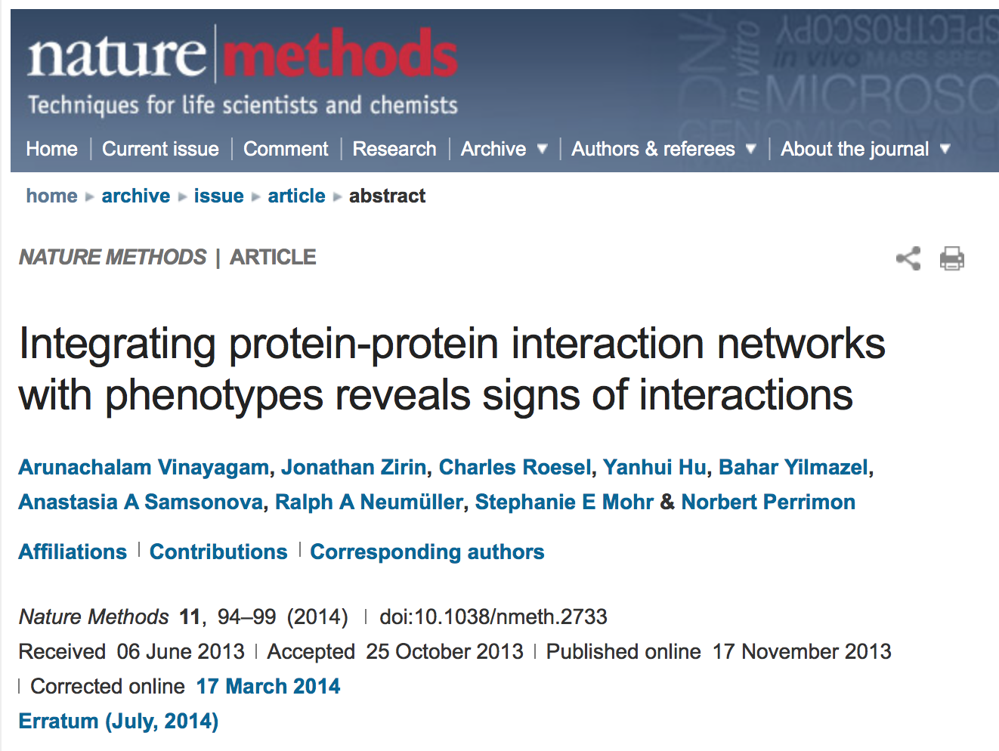 nature methods
Techniques for life scientists and chemists
DNA in vitro SPECTROSCOPY
in vivo MASS SPEC
MICROSC
GENOMICS
Home Current issue Comment Research Archive ▼ Authors & referees ▼ About the journal ▼
home ▸ archive ▸ issue ▸ article ▸ abstract
NATURE METHODS | ARTICLE
Integrating protein-protein interaction networks
with phenotypes reveals signs of interactions
Arunachalam Vinayagam, Jonathan Zirin, Charles Roesel, Yanhui Hu, Bahar Yilmazel,
Anastasia A Samsonova, Ralph A Neumüller, Stephanie E Mohr & Norbert Perrimon
Affiliations | Contributions | Corresponding authors
Nature Methods 11, 94–99 (2014) | doi:10.1038/nmeth.2733
Received 06 June 2013 | Accepted 25 October 2013 | Published online 17 November 2013
| Corrected online 17 March 2014
Erratum (July, 2014)